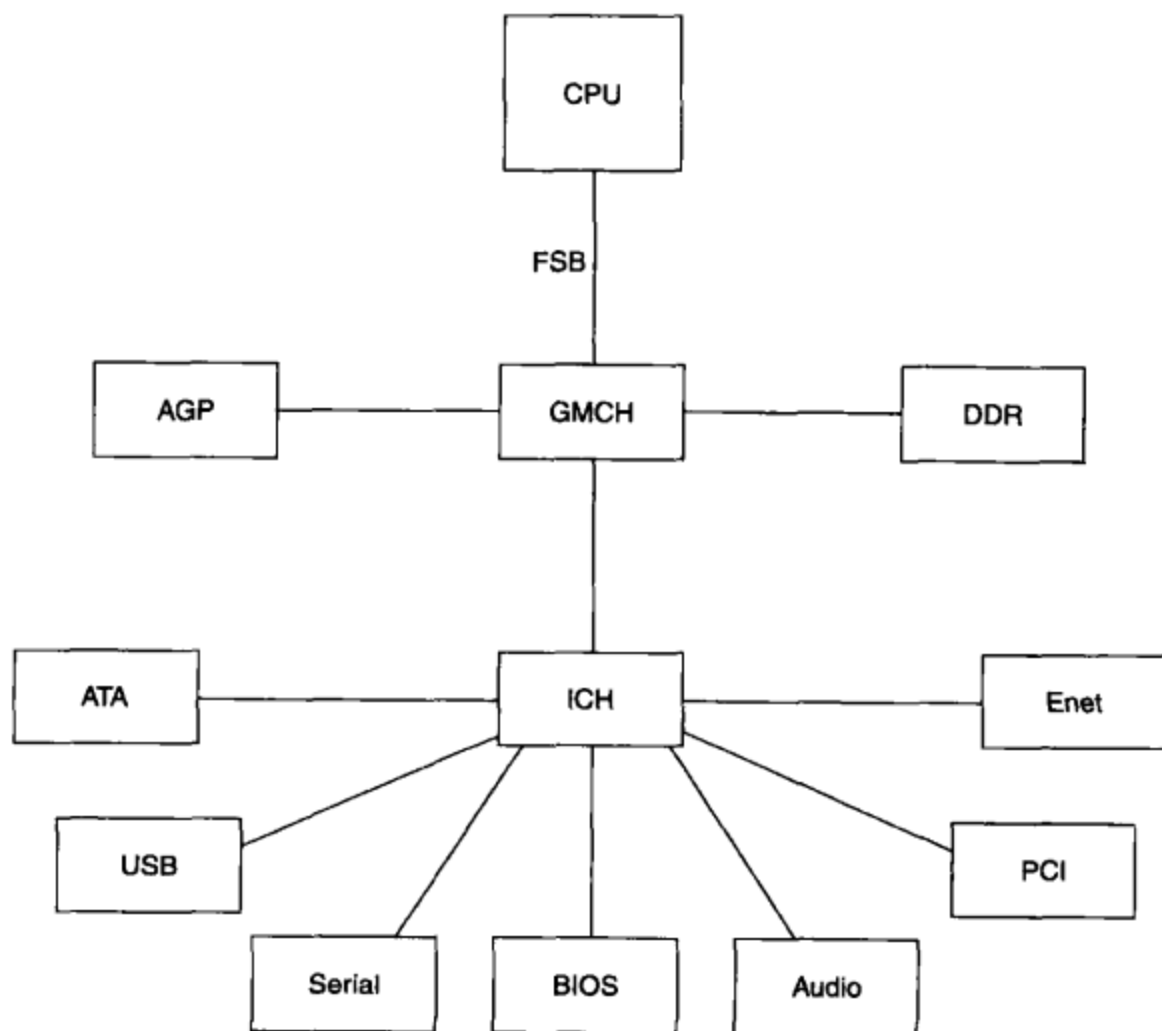 CPU
FSB
AGP
GMCH
DDR
ATA
ICH
Enet
USB
PCI
Serial
BIOS
Audio